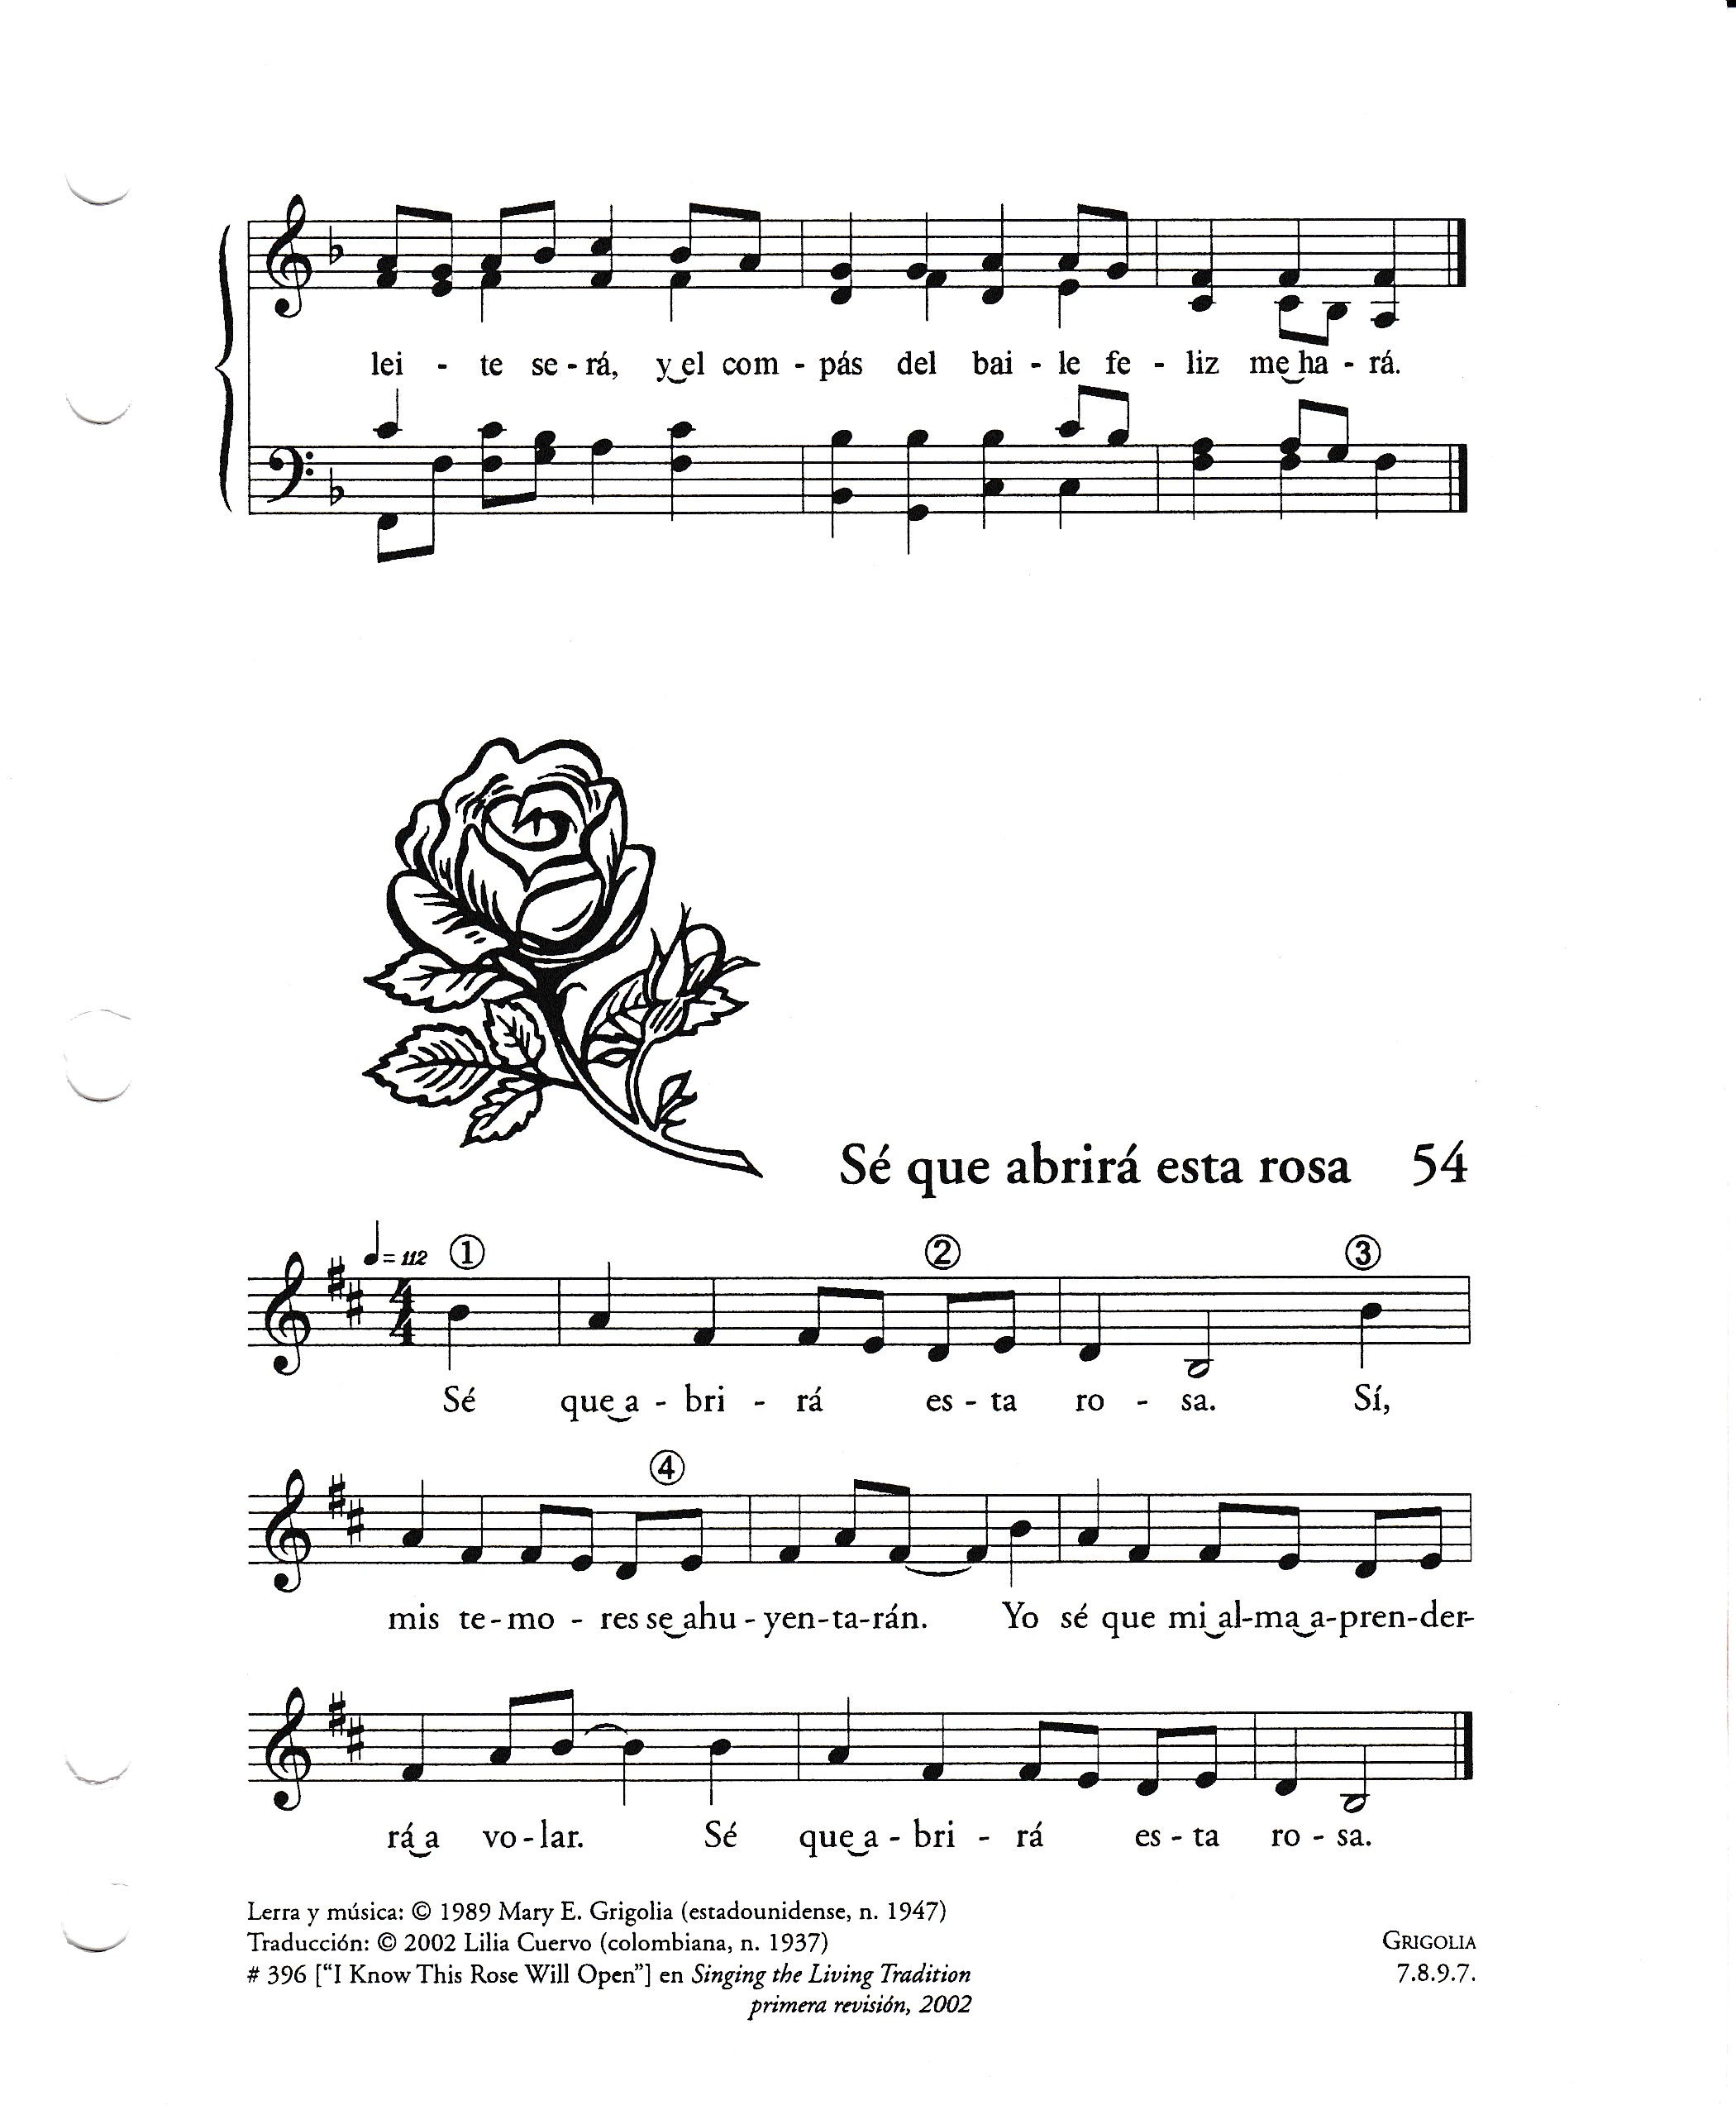 lei - te se - rá, y el com - pás del bai - le fe - liz me ha - rá.
Sé que abrirá esta rosa 54
♩= 112 ① ② ③
4/4
Sé que a - bri - rá es - ta ro - sa. Sí,
④
mis te - mo - res se ahu - yen - ta - rán. Yo sé que mi al - ma a - pren - der-
rá a vo - lar. Sé que a - bri - rá es - ta ro - sa.
Lerra y música: © 1989 Mary E. Grigolia (estadounidense, n. 1947)
Traducción: © 2002 Lilia Cuervo (colombiana, n. 1937)
# 396 [“I Know This Rose Will Open”] en Singing the Living Tradition
primera revisión, 2002
GRIGOLIA
7.8.9.7.